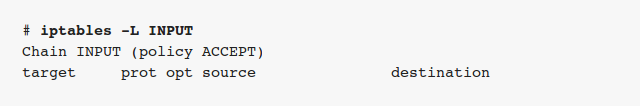 # iptables -L INPUT
Chain INPUT (policy ACCEPT)
target     prot opt source               destination